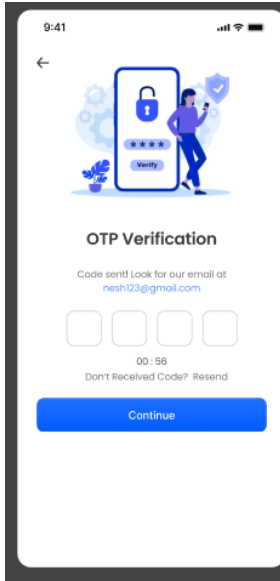 9:41
****
Verify
OTP Verification
Code sent! Look for our email at
nesh123@gmail.com
00 : 56
Don't Received Code? Resend
Continue